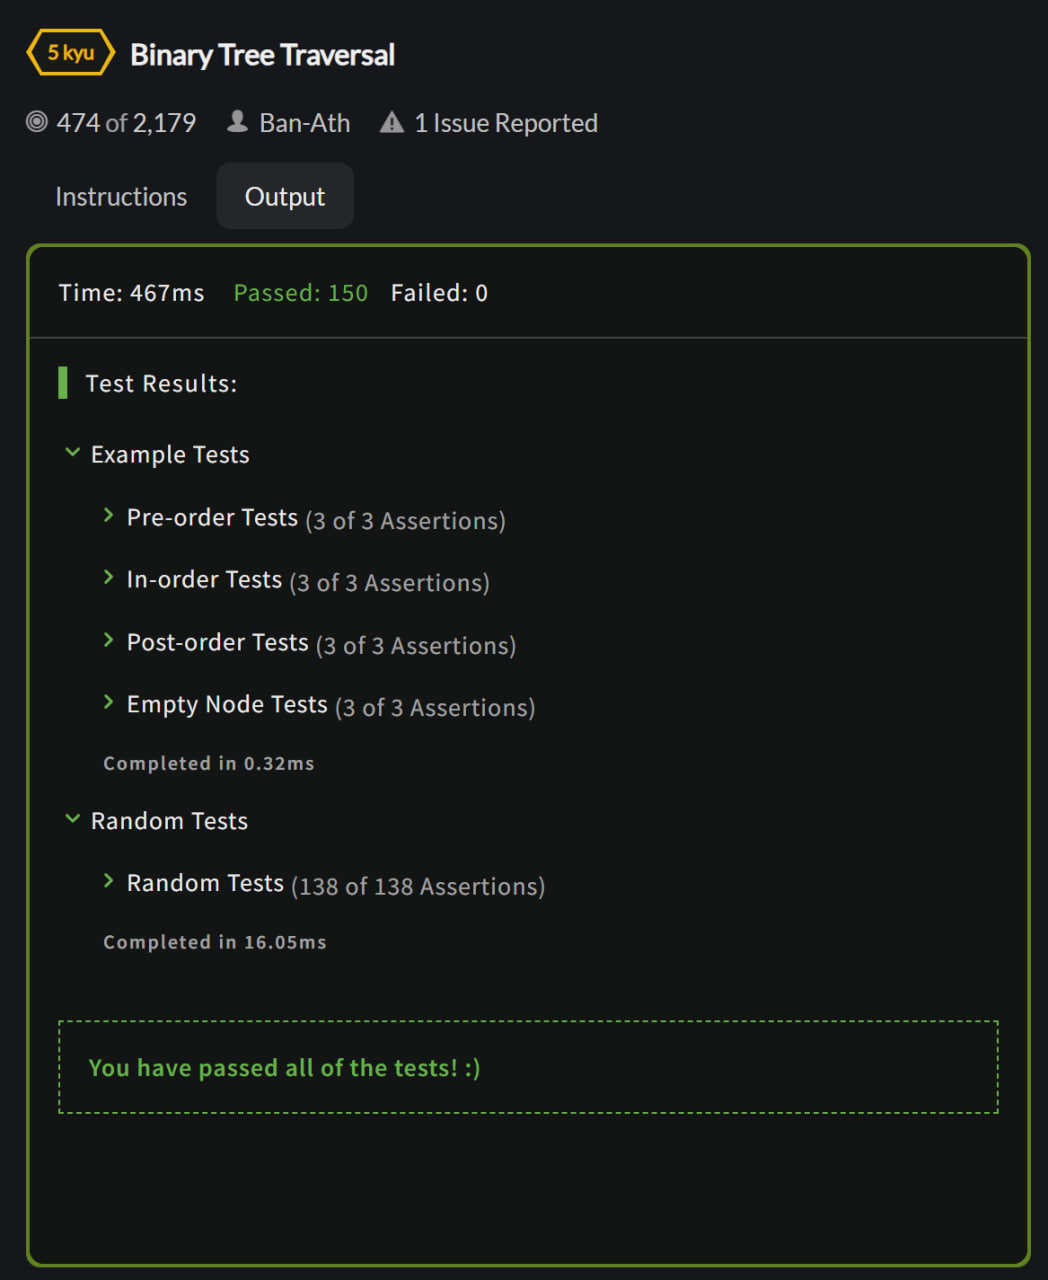 5 kyu Binary Tree Traversal
474 of 2,179 Ban-Ath 1 Issue Reported
Instructions Output
Time: 467ms Passed: 150 Failed: 0
Test Results:
Example Tests
Pre-order Tests (3 of 3 Assertions)
In-order Tests (3 of 3 Assertions)
Post-order Tests (3 of 3 Assertions)
Empty Node Tests (3 of 3 Assertions)
Completed in 0.32ms
Random Tests
Random Tests (138 of 138 Assertions)
Completed in 16.05ms
You have passed all of the tests! :)